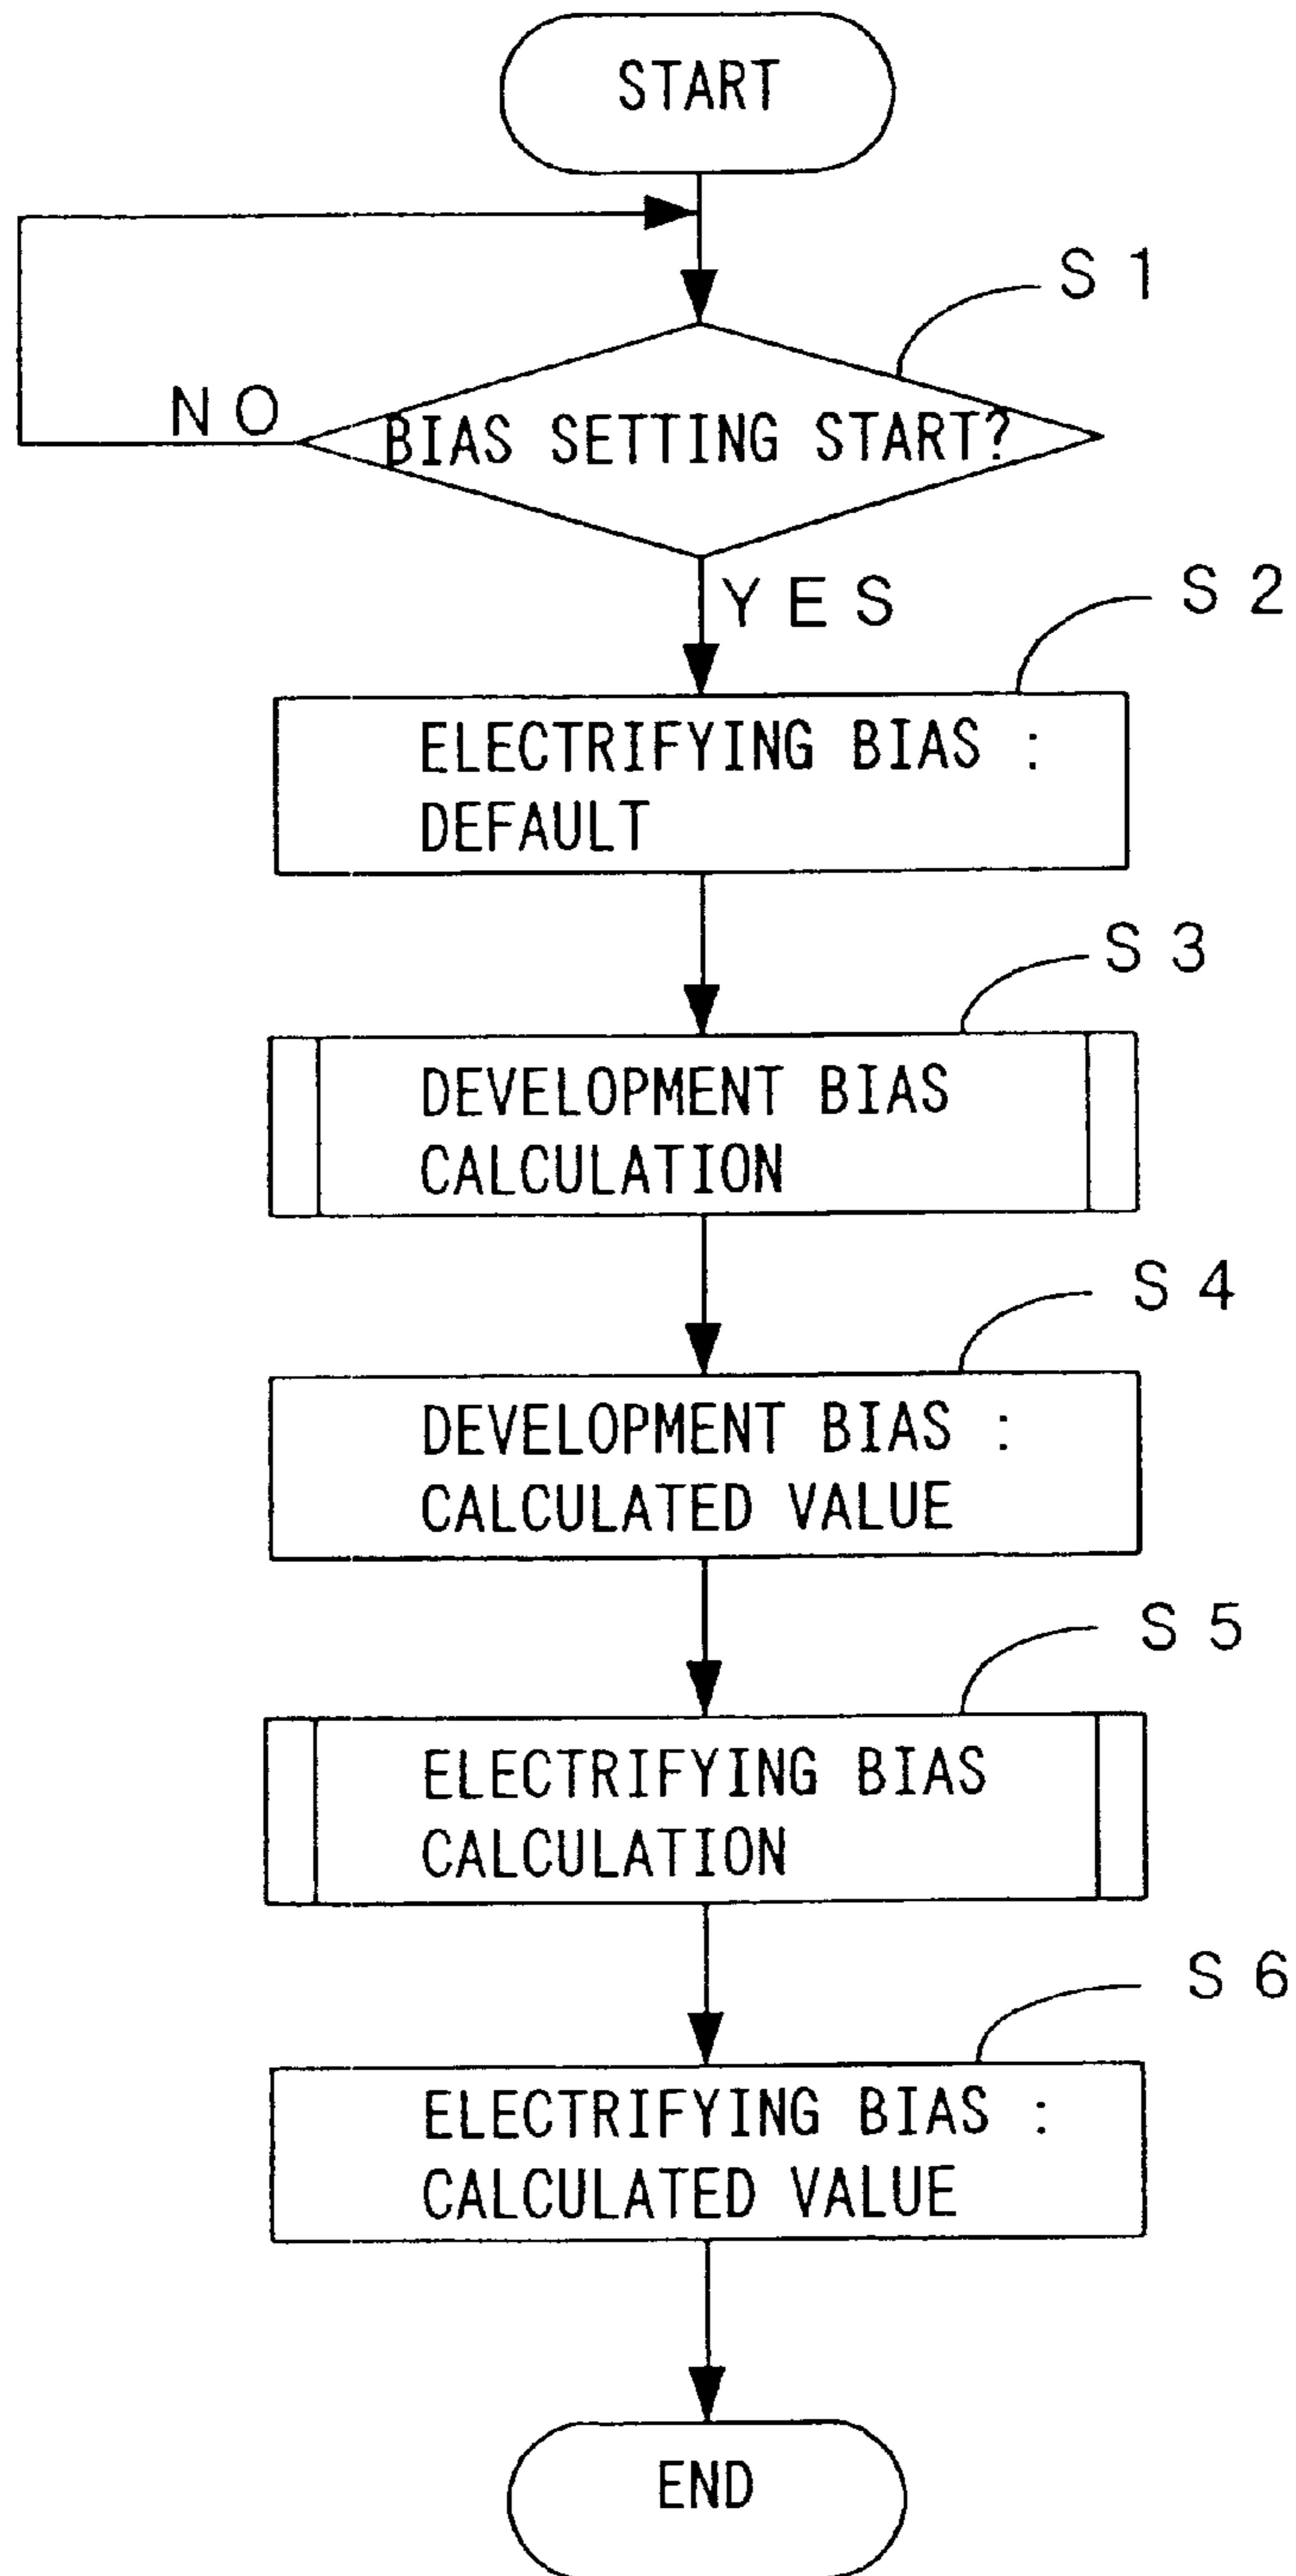 START
S 1
NO
BIAS SETTING START?
YES
S 2
ELECTRIFYING BIAS :
DEFAULT
S 3
DEVELOPMENT BIAS
CALCULATION
S 4
DEVELOPMENT BIAS :
CALCULATED VALUE
S 5
ELECTRIFYING BIAS
CALCULATION
S 6
ELECTRIFYING BIAS :
CALCULATED VALUE
END